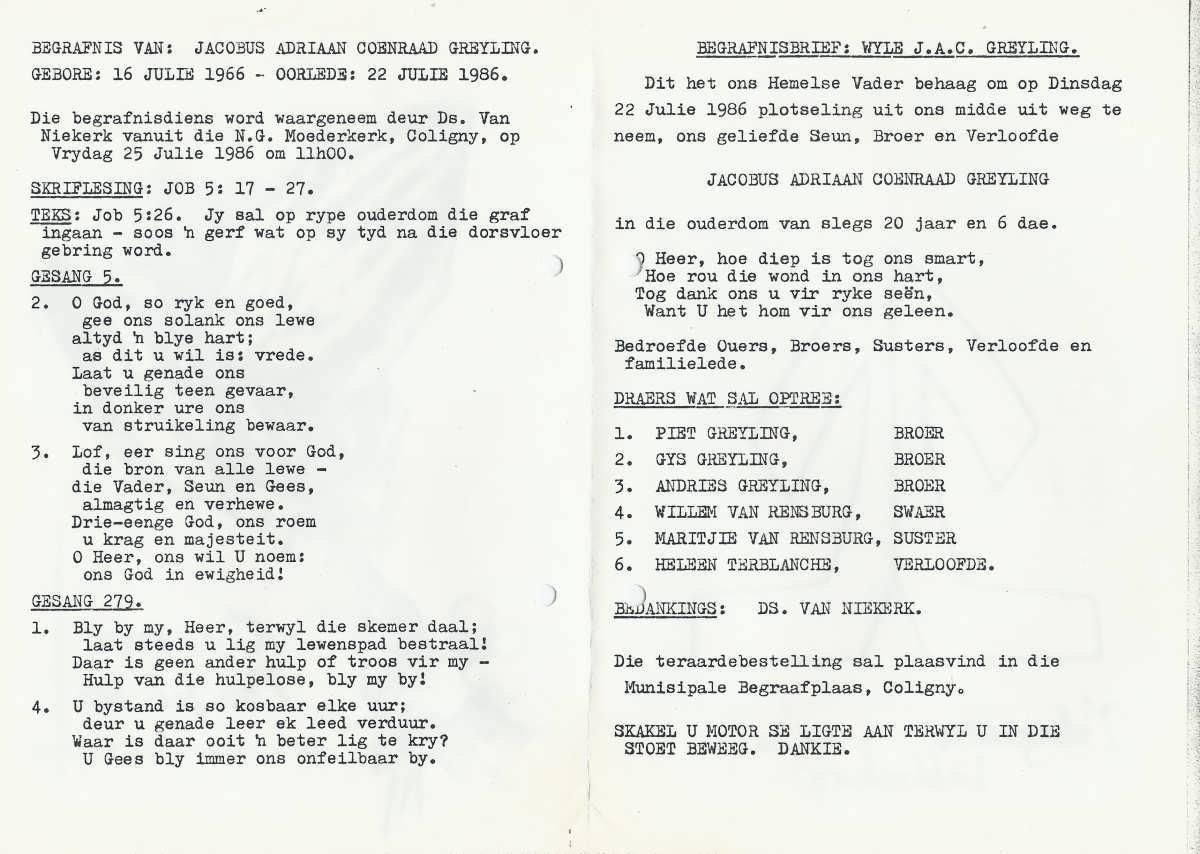 BEGRAFNIS VAN:  JACOBUS ADRIAAN COENRAAD GREYLING.
GEBORE: 16 JULIE 1966 - OORLEDE: 22 JULIE 1986.
Die begrafnisdiens word waargeneem deur Ds. Van
Niekerk vanuit die N.G. Moederkerk, Coligny, op
Vrydag 25 Julie 1986 om 11h00.
SKRIFLESING: JOB 5: 17 - 27.
TEKS: Job 5:26.  Jy sal op rype ouderdom die graf
ingaan - soos 'n gerf wat op sy tyd na die dorsvloer
gebring word.
GESANG 5.
2.  O God, so ryk en goed,
gee ons solank ons lewe
altyd 'n blye hart;
as dit u wil is: vrede.
Laat u genade ons
beveilig teen gevaar,
in donker ure ons
van struikeling bewaar.
3.  Lof, eer sing ons voor God,
die bron van alle lewe -
die Vader, Seun en Gees,
almagtig en verhewe.
Drie-eenge God, ons roem
u krag en majesteit.
O Heer, ons wil U noem:
ons God in ewigheid!
GESANG 279.
1.  Bly by my, Heer, terwyl die skemer daal;
laat steeds u lig my lewenspad bestraal!
Daar is geen ander hulp of troos vir my -
Hulp van die hulpelose, bly my by!
4.  U bystand is so kosbaar elke uur;
deur u genade leer ek leed verduur.
Waar is daar ooit 'n beter lig te kry?
U Gees bly immer ons onfeilbaar by.
BEGRAFNISBRIEF: WYLE J.A.C. GREYLING.
Dit het ons Hemelse Vader behaag om op Dinsdag
22 Julie 1986 plotseling uit ons midde uit weg te
neem, ons geliefde Seun, Broer en Verloofde
JACOBUS ADRIAAN COENRAAD GREYLING
in die ouderdom van slegs 20 jaar en 6 dae.
O Heer, hoe diep is tog ons smart,
Hoe rou die wond in ons hart,
Tog dank ons u vir ryke seën,
Want U het hom vir ons geleen.
Bedroefde Ouers, Broers, Susters, Verloofde en
familielede.
DRAERS WAT SAL OPTREE:
1.  PIET GREYLING,  BROER
2.  GYS GREYLING,  BROER
3.  ANDRIES GREYLING,  BROER
4.  WILLEM VAN RENSBURG,  SWAER
5.  MARITJIE VAN RENSBURG, SUSTER
6.  HELEEN TERBLANCHE,  VERLOOFDE.
BEDANKINGS:  DS. VAN NIEKERK.
Die teraardebestelling sal plaasvind in die
Munisipale Begraafplaas, Coligny.
SKAKEL U MOTOR SE LIGTE AAN TERWYL U IN DIE
STOET BEWEEG.  DANKIE.